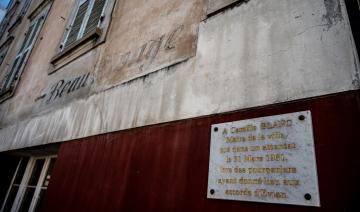 Beau Rivage
A Camille BLANC
Maire de la ville,
tué dans un attentat
le 31 Mars 1961,
lors des pourparlers
ayant donné lieu aux
accords d'Evian.